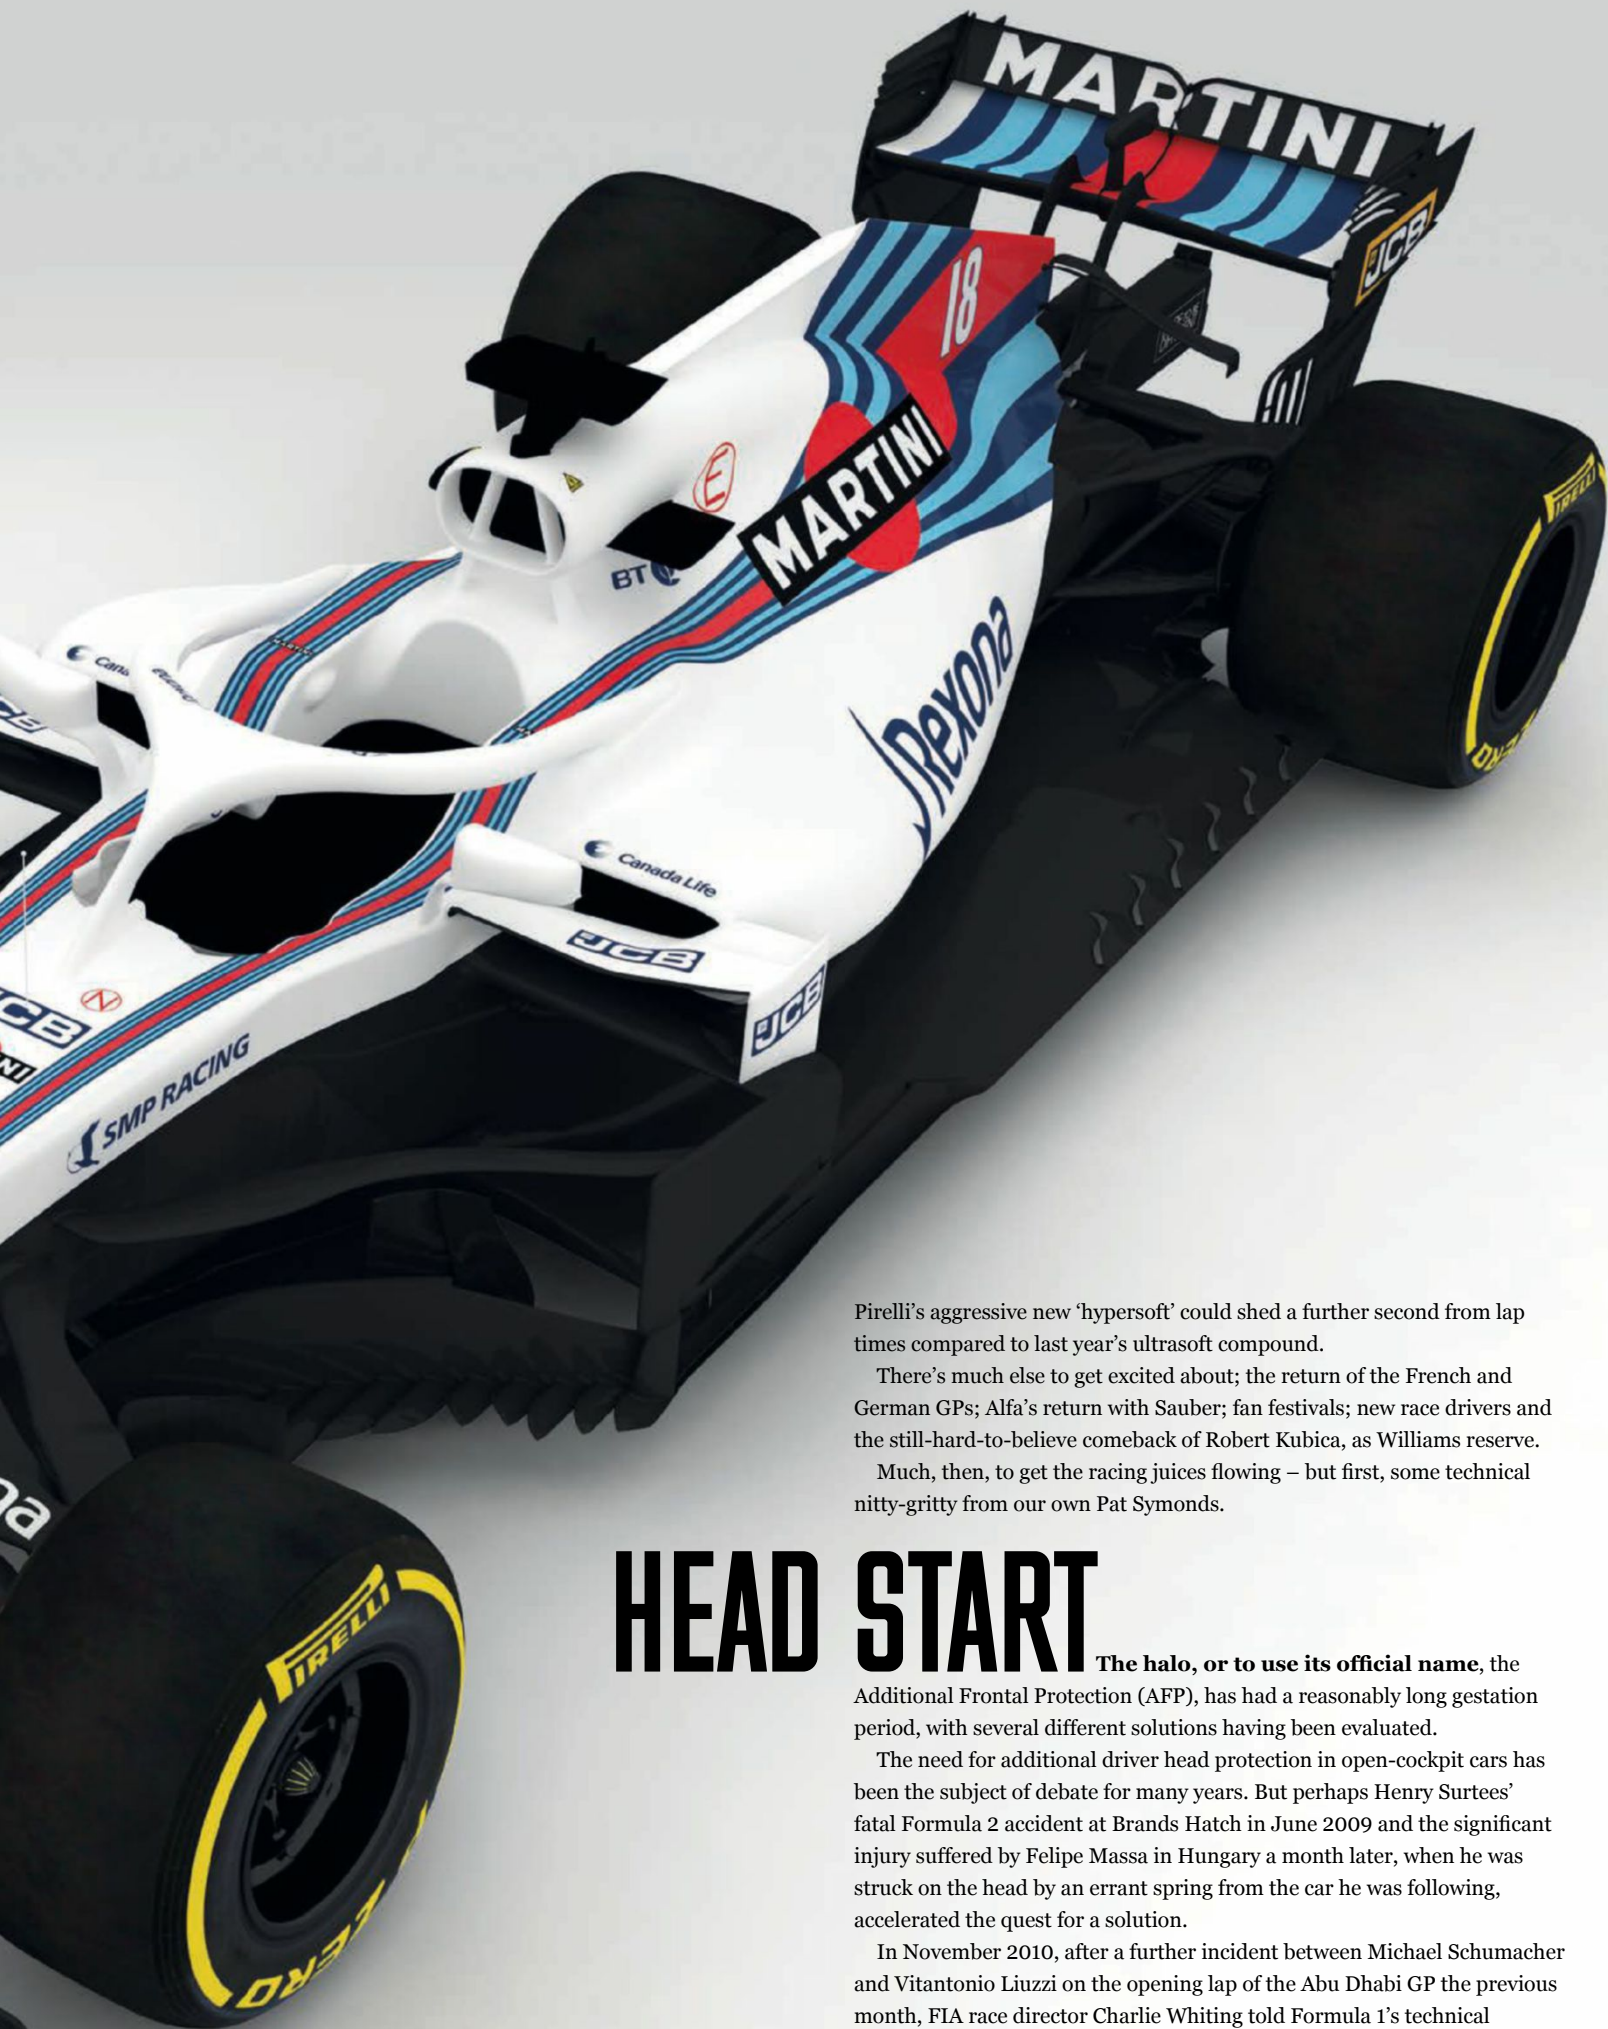 MARTINI
JCB
18
MARTINI
E
BT
PIRELLI
Rexona
Canada Life
JCB
JCB
N
SMP RACING
PIRELLI
ZERO
Pirelli’s aggressive new ‘hypersoft’ could shed a further second from lap
times compared to last year’s ultrasoft compound.
There’s much else to get excited about; the return of the French and
German GPs; Alfa’s return with Sauber; fan festivals; new race drivers and
the still-hard-to-believe comeback of Robert Kubica, as Williams reserve.
Much, then, to get the racing juices flowing – but first, some technical
nitty-gritty from our own Pat Symonds.
HEAD START
The halo, or to use its official name, the
Additional Frontal Protection (AFP), has had a reasonably long gestation
period, with several different solutions having been evaluated.
The need for additional driver head protection in open-cockpit cars has
been the subject of debate for many years. But perhaps Henry Surtees’
fatal Formula 2 accident at Brands Hatch in June 2009 and the significant
injury suffered by Felipe Massa in Hungary a month later, when he was
struck on the head by an errant spring from the car he was following,
accelerated the quest for a solution.
In November 2010, after a further incident between Michael Schumacher
and Vitantonio Liuzzi on the opening lap of the Abu Dhabi GP the previous
month, FIA race director Charlie Whiting told Formula 1’s technical